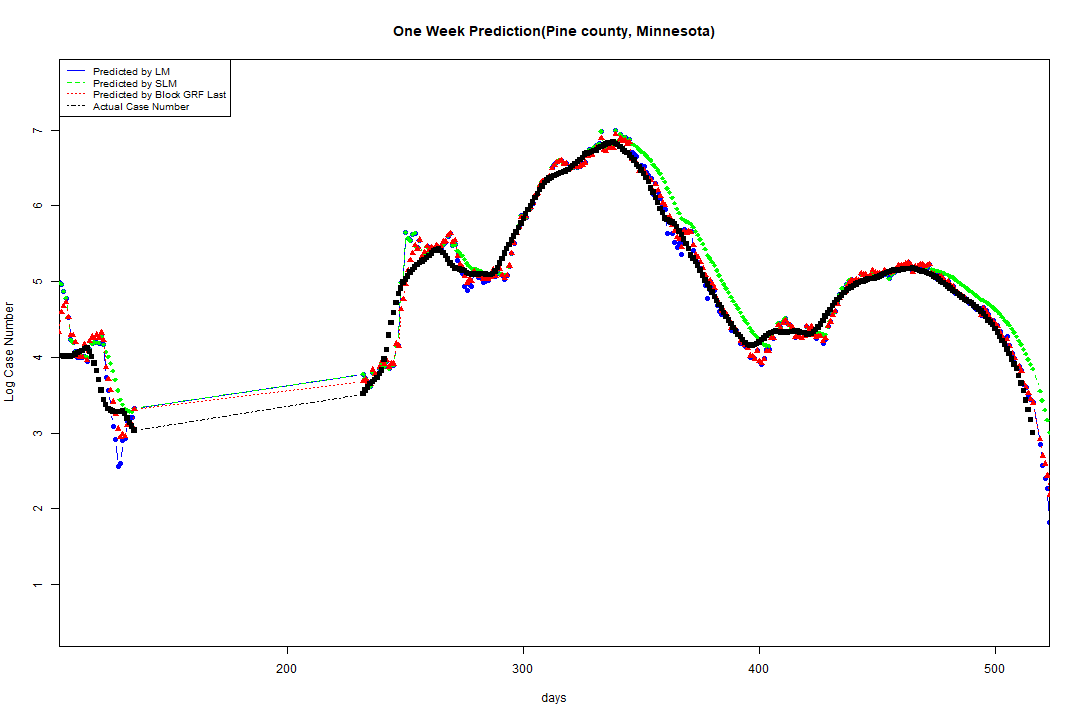 One Week Prediction(Pine county, Minnesota)
Predicted by LM
Predicted by SLM
Predicted by Block GRF Last
Actual Case Number
7
6
5
4
3
2
1
Log Case Number
200 300 400 500
days